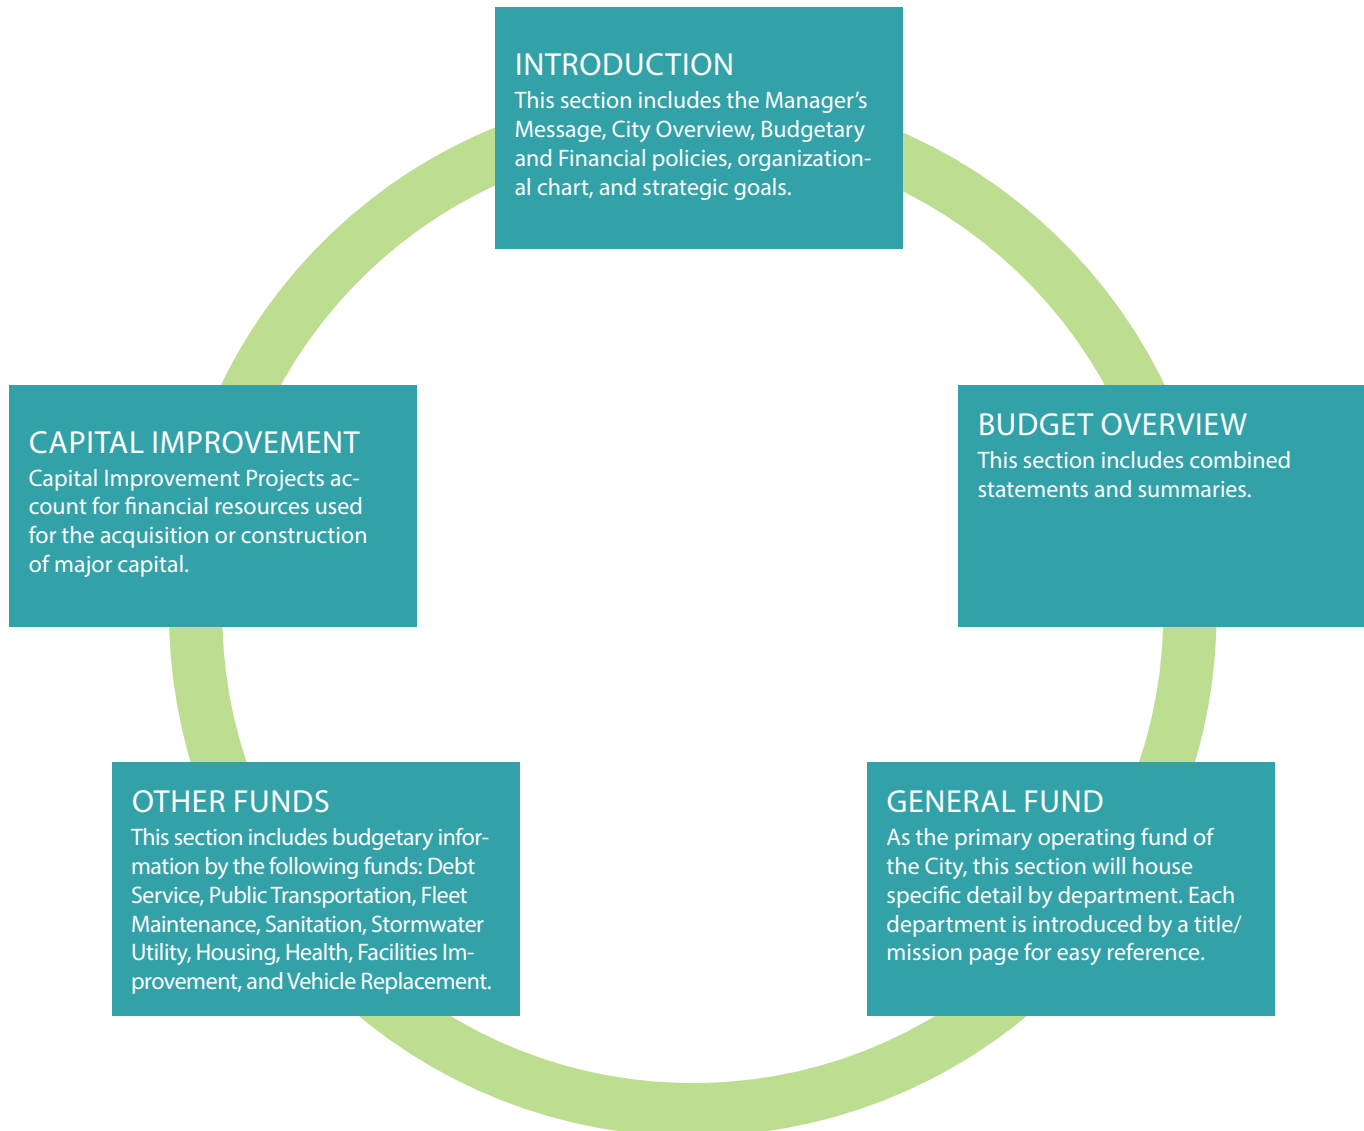 INTRODUCTION
This section includes the Manager’s
Message, City Overview, Budgetary
and Financial policies, organization-
al chart, and strategic goals.
BUDGET OVERVIEW
This section includes combined
statements and summaries.
GENERAL FUND
As the primary operating fund of
the City, this section will house
specific detail by department. Each
department is introduced by a title/
mission page for easy reference.
OTHER FUNDS
This section includes budgetary infor-
mation by the following funds: Debt
Service, Public Transportation, Fleet
Maintenance, Sanitation, Stormwater
Utility, Housing, Health, Facilities Im-
provement, and Vehicle Replacement.
CAPITAL IMPROVEMENT
Capital Improvement Projects ac-
count for financial resources used
for the acquisition or construction
of major capital.